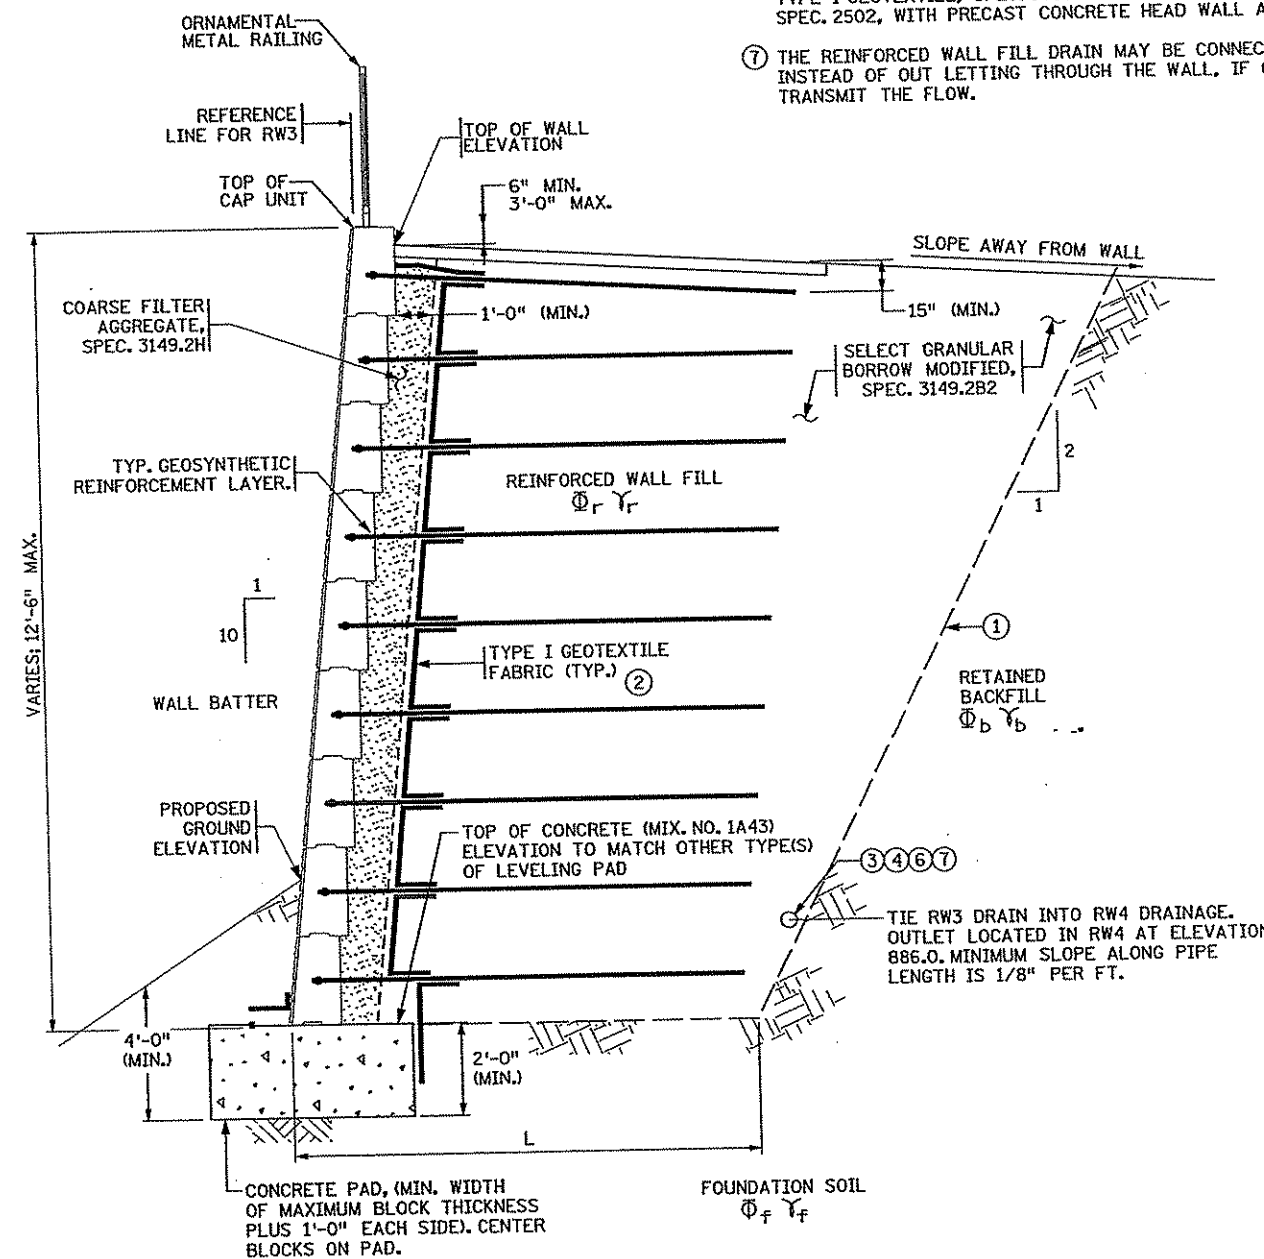 SPEC. 2502, WITH PRECAST CONCRETE HEAD WALL A
⑦ THE REINFORCED WALL FILL DRAIN MAY BE CONNEC
INSTEAD OF OUT LETTING THROUGH THE WALL. IF
TRANSMIT THE FLOW.
ORNAMENTAL
METAL RAILING
REFERENCE
LINE FOR RW3
TOP OF WALL
ELEVATION
TOP OF
CAP UNIT
6" MIN.
3'-0" MAX.
SLOPE AWAY FROM WALL
COARSE FILTER
AGGREGATE,
SPEC. 3149.2H
1'-0" (MIN.)
15" (MIN.)
SELECT GRANULAR
BORROW MODIFIED,
SPEC. 3149.2B2
TYP. GEOSYNTHETIC
REINFORCEMENT LAYER.
REINFORCED WALL FILL
Φr γr
2
1
VARIES; 12'-6" MAX.
1
10
WALL BATTER
TYPE I GEOTEXTILE
FABRIC (TYP.) ②
①
RETAINED
BACKFILL
Φb γb
PROPOSED
GROUND
ELEVATION
TOP OF CONCRETE (MIX. NO. 1A43)
ELEVATION TO MATCH OTHER TYPE(S)
OF LEVELING PAD
③④⑥⑦
TIE RW3 DRAIN INTO RW4 DRAINAGE.
OUTLET LOCATED IN RW4 AT ELEVATION
886.0. MINIMUM SLOPE ALONG PIPE
LENGTH IS 1/8" PER FT.
4'-0"
(MIN.)
2'-0"
(MIN.)
L
CONCRETE PAD, (MIN. WIDTH
OF MAXIMUM BLOCK THICKNESS
PLUS 1'-0" EACH SIDE). CENTER
BLOCKS ON PAD.
FOUNDATION SOIL
Φf γf